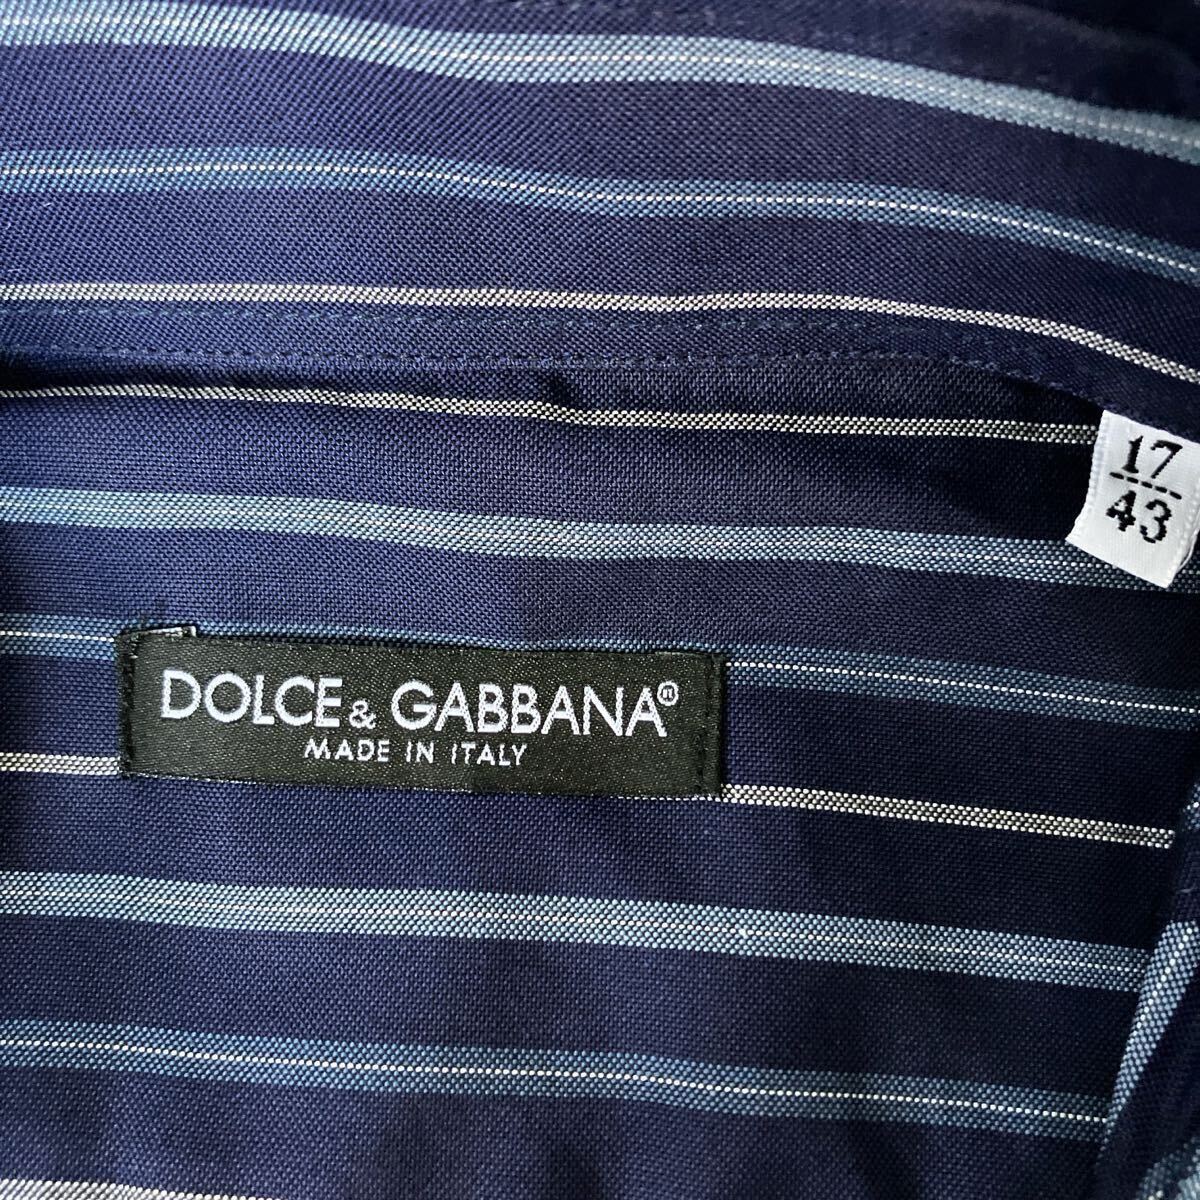 17
43
DOLCE & GABBANA®
MADE IN ITALY